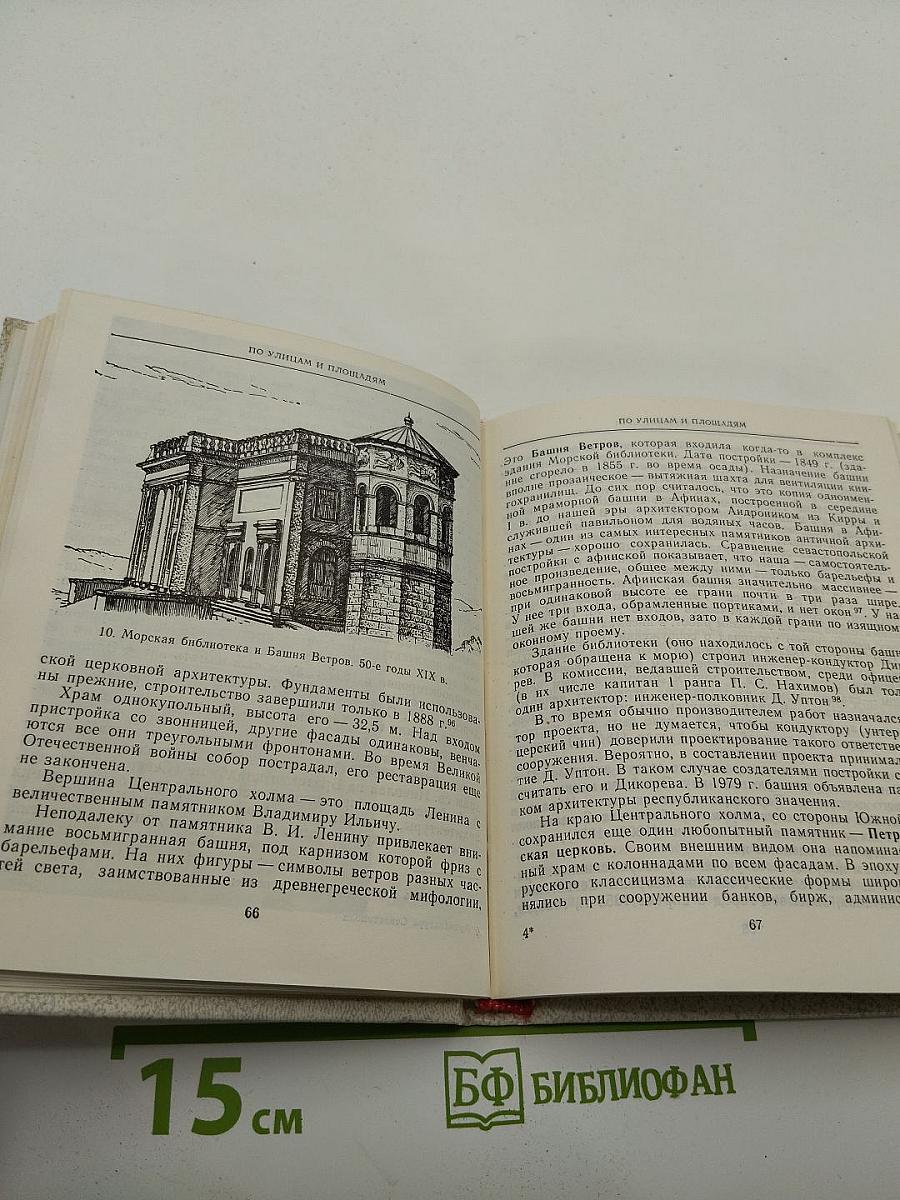 ПО УЛИЦАМ И ПЛОЩАДЯМ
10. Морская библиотека и Башня Ветров. 50-е годы XIX в.
ской церковной архитектуры. Фундаменты были использова-
ны прежние, строительство завершили только в 1888 г.96
Храм однокупольный, высота его — 32,5 м. Над входом
пристройка со звонницей, другие фасады одинаковы, венча-
ются все они треугольными фронтонами. Во время Великой
Отечественной войны собор пострадал, его реставрация еще
не закончена.
Вершина Центрального холма — это площадь Ленина с
величественным памятником Владимиру Ильичу.
Неподалеку от памятника В. И. Ленину привлекает вни-
мание восьмигранная башня, под карнизом которой фриз с
барельефами. На них фигуры — символы ветров разных час-
тей света, заимствованные из древнегреческой мифологии,
66
ПО УЛИЦАМ И ПЛОЩАДЯМ
Это Башня Ветров, которая входила когда-то в комплекс
здания Морской библиотеки. Дата постройки — 1849 г. (зда-
ние сгорело в 1855 г. во время осады). Назначение башни
вполне прозаическое — вытяжная шахта для вентиляции кни-
гохранилищ. До сих пор считалось, что это копия одноимен-
ной мраморной башни в Афинах, построенной в середине
I в. до нашей эры архитектором Андроником из Кирры и
служившей павильоном для водяных часов. Башня в Афи-
нах — один из самых интересных памятников античной архи-
тектуры — хорошо сохранилась. Сравнение севастопольской
постройки с афинской показывает, что наша — самостоятель-
ное произведение, общее между ними — только барельефы и
восьмигранность. Афинская башня значительно массивнее —
при одинаковой высоте ее грани почти в три раза шире.
У нее три входа, обрамленные портиками, и нет окон97. У на-
шей же башни нет входов, зато в каждой грани по изящном
оконному проему.
Здание библиотеки (оно находилось с той стороны башн
которая обращена к морю) строил инженер-кондуктор Ди
рев. В комиссии, ведавшей строительством, среди офице
(в их числе капитан 1 ранга П. С. Нахимов) был тол
один архитектор: инженер-полковник Д. Уптон98.
В то время обычно производителем работ назначался
тор проекта, но не думается, чтобы кондуктору (унтер
церский чин) доверили проектирование такого ответстве
сооружения. Вероятно, в составлении проекта принимал
тие Д. Уптон. В таком случае создателями постройки с
считать его и Дикорева. В 1979 г. башня объявлена па
ком архитектуры республиканского значения.
На краю Центрального холма, со стороны Южной
сохранился еще один любопытный памятник — Петр
ская церковь. Своим внешним видом она напомина
ный храм с колоннадами по всем фасадам. В эпоху
русского классицизма классические формы широ
нялись при сооружении банков, бирж, админис
4*
67
15 см
БФ БИБЛИОФАН